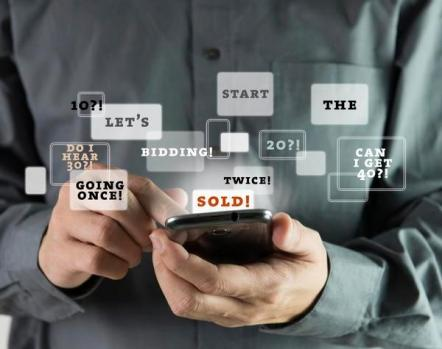 10?!
LET'S
START
THE
BIDDING!
DO I
HEAR
30?!
20?!
CAN
I GET
40?!
GOING
ONCE!
TWICE!
SOLD!